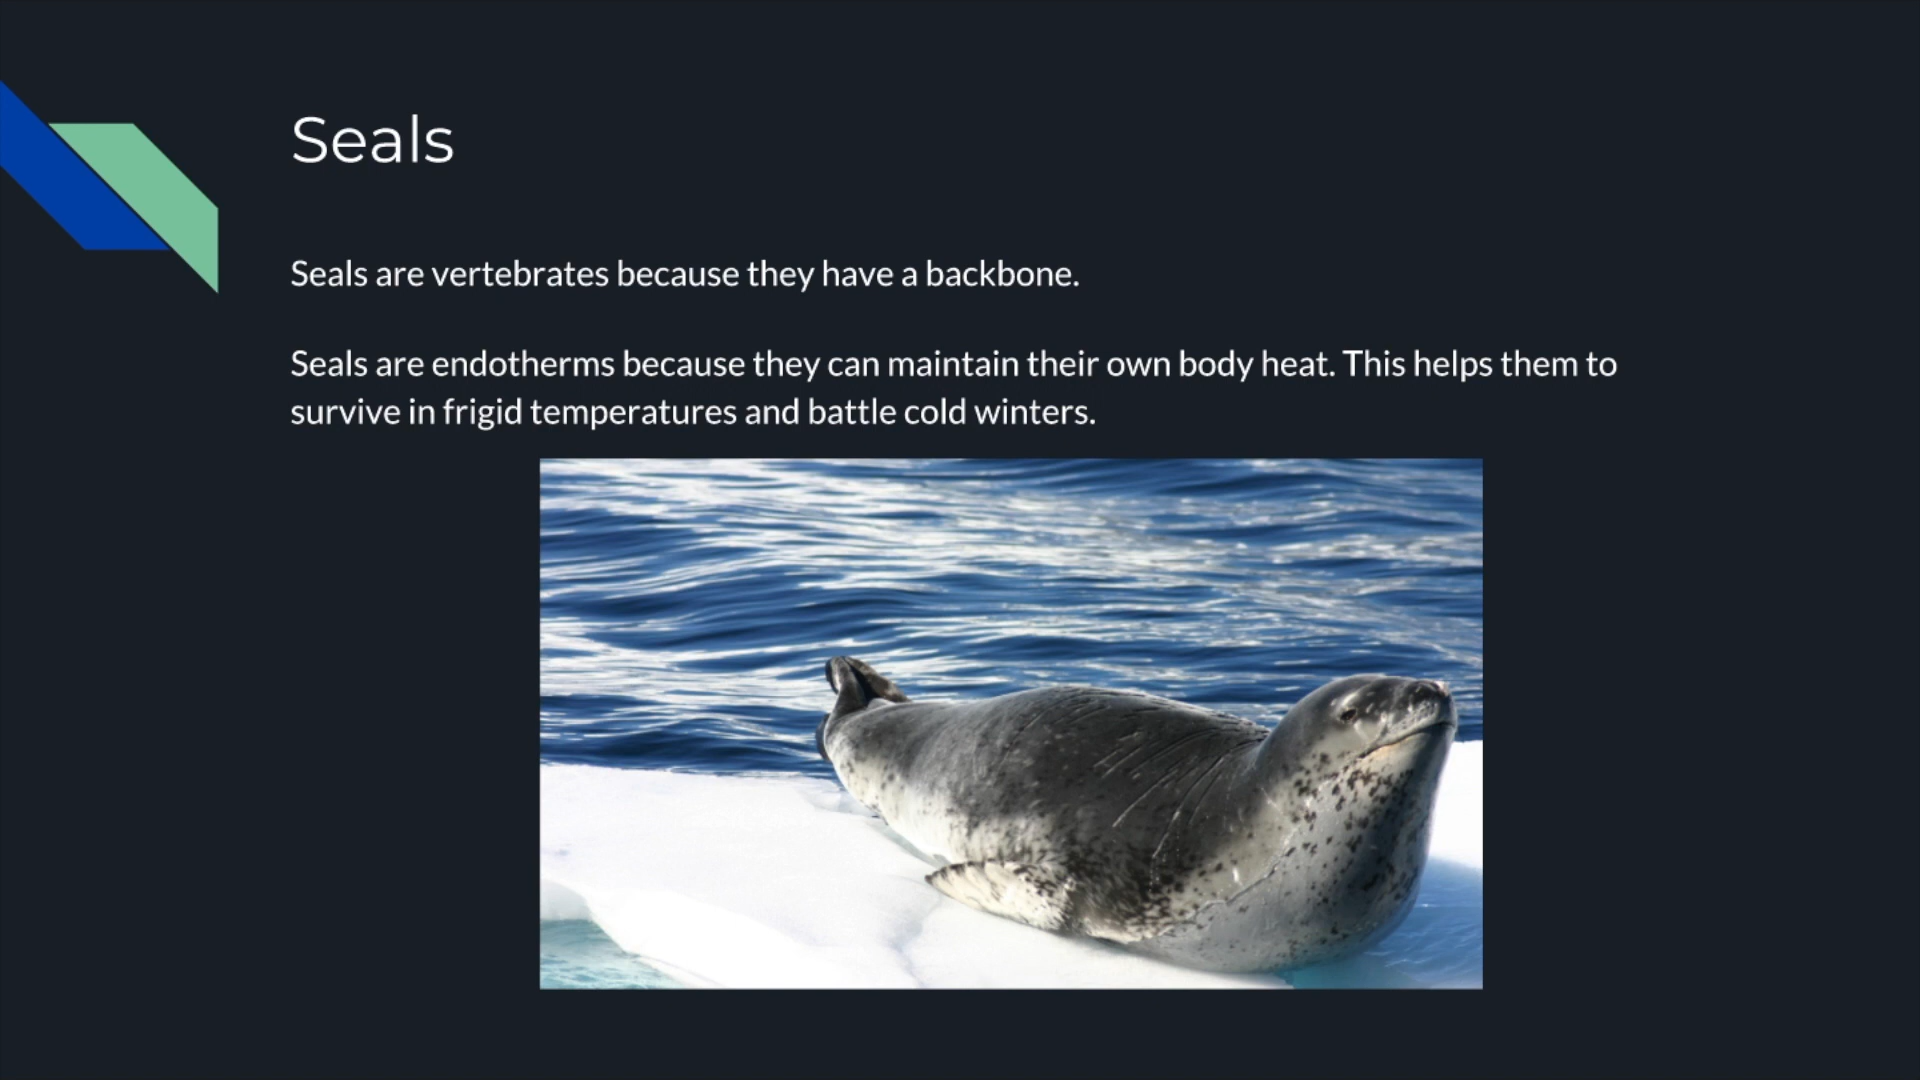 Seals
Seals are vertebrates because they have a backbone.
Seals are endotherms because they can maintain their own body heat. This helps them to
survive in frigid temperatures and battle cold winters.